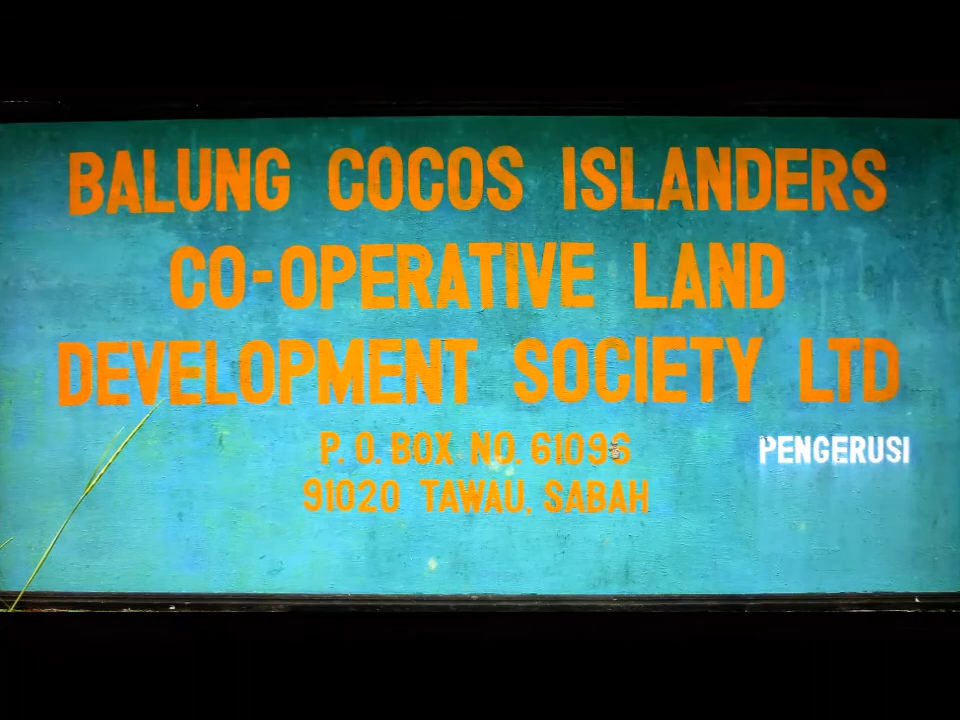 BALUNG COCOS ISLANDERS
CO-OPERATIVE LAND
DEVELOPMENT SOCIETY LTD
P. O. BOX NO. 61096
91020 TAWAU, SABAH
PENGERUSI